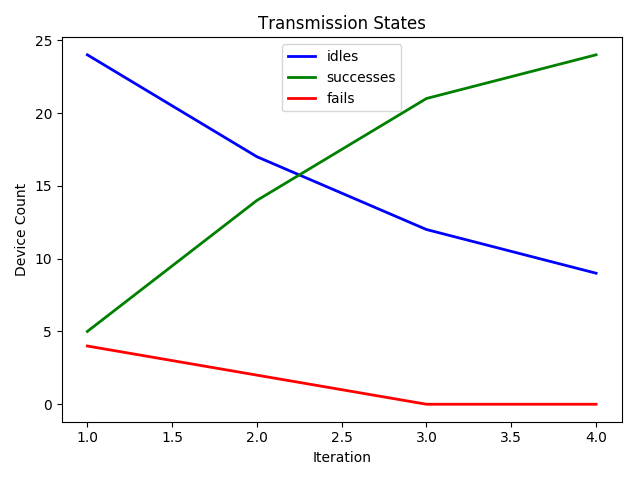 Transmission States
idles
successes
fails
Device Count
25
20
15
10
5
0
1.0 1.5 2.0 2.5 3.0 3.5 4.0
Iteration